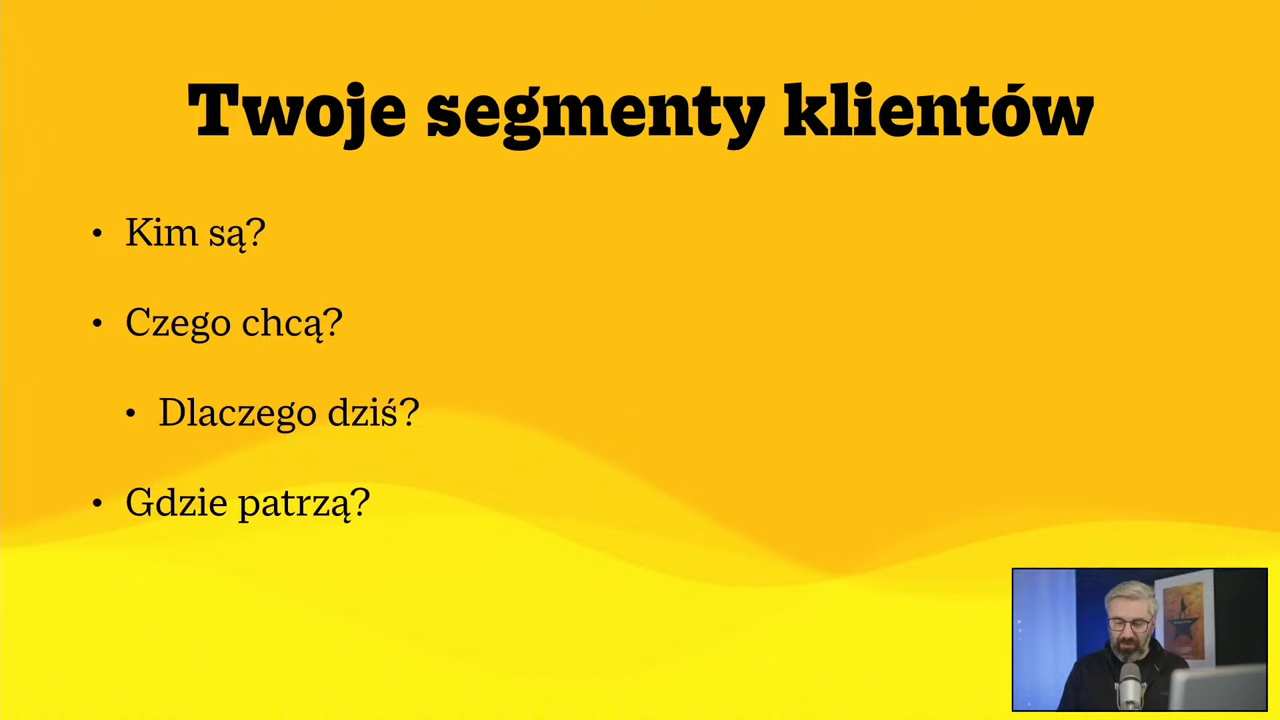 Twoje segmenty klientów
• Kim są?
• Czego chcą?
• Dlaczego dziś?
• Gdzie patrzą?